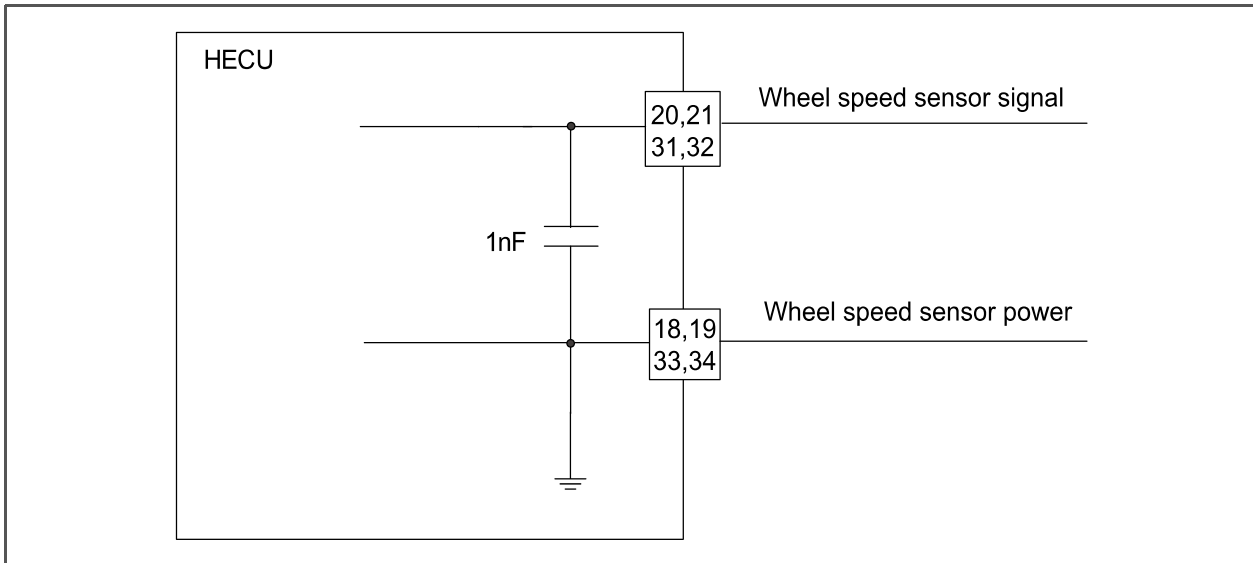 HECU
20,21
31,32
Wheel speed sensor signal
1nF
18,19
33,34
Wheel speed sensor power